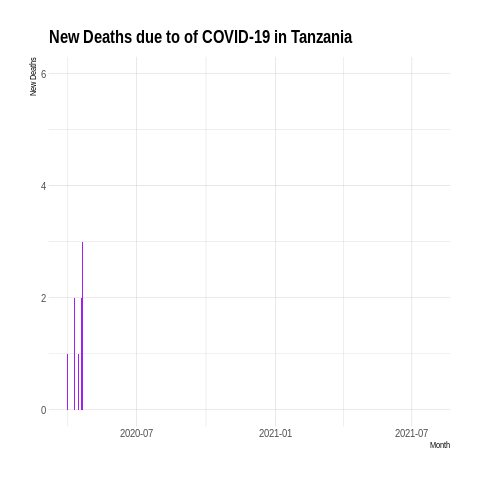 New Deaths due to of COVID-19 in Tanzania
New Deaths
6
4
2
0
2020-07
2021-01
2021-07
Month